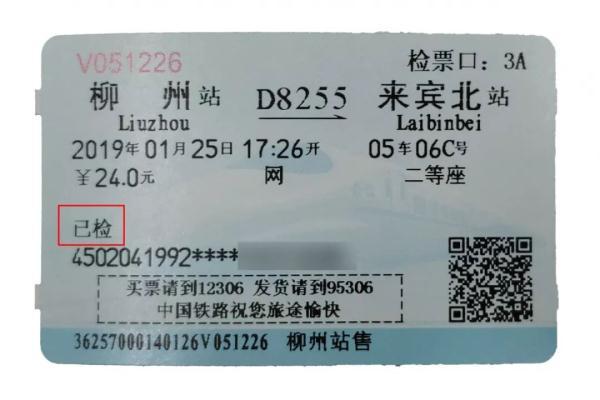 V051226 检票口：3A
柳 州站 D8255 来宾北站
Liuzhou Laibinbei
2019年01月25日17:26开 05车06C号
￥24.0元 网 二等座
已检
4502041992****
买票请到12306 发货请到95306
中国铁路祝您旅途愉快
36257000140126V051226 柳州站售